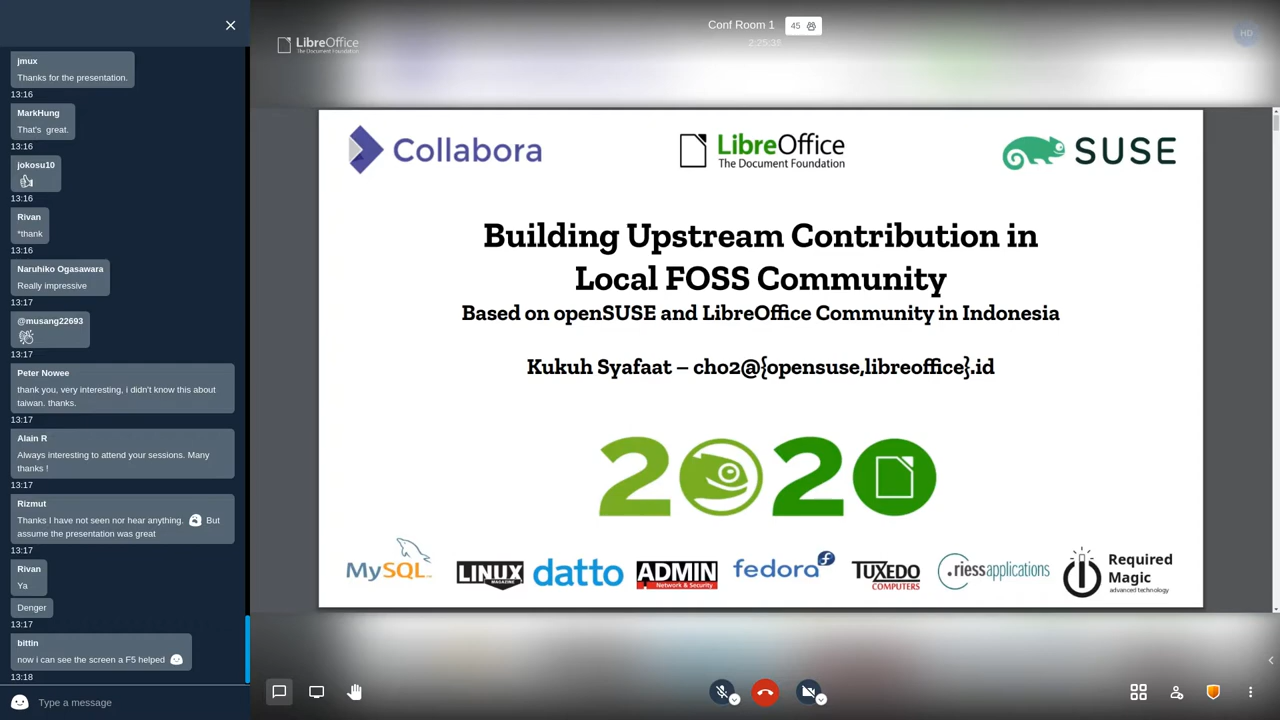 jmux
Thanks for the presentation.
13:16
MarkHung
That's great.
13:16
jokosu10
13:16
Rivan
*thank
13:16
Naruhiko Ogasawara
Really impressive
13:17
@musang22693
13:17
Peter Nowee
thank you, very interesting, i didn't know this about
taiwan. thanks.
13:17
Alain R
Always interesting to attend your sessions. Many
thanks !
13:17
Rizmut
Thanks I have not seen nor hear anything. But
assume the presentation was great
13:17
Rivan
Ya
Denger
13:17
bittin
now i can see the screen a F5 helped
13:18
Type a message
LibreOffice
The Document Foundation
Conf Room 1
45
2:25:38
HD
Collabora
LibreOffice
The Document Foundation
SUSE
Building Upstream Contribution in
Local FOSS Community
Based on openSUSE and LibreOffice Community in Indonesia
Kukuh Syafaat – cho2@{opensuse,libreoffice}.id
2020
MySQL
LINUX
MAGAZINE
datto
ADMIN
Network & Security
fedora
TUXEDO
COMPUTERS
.riessapplications
Required
Magic
advanced technology